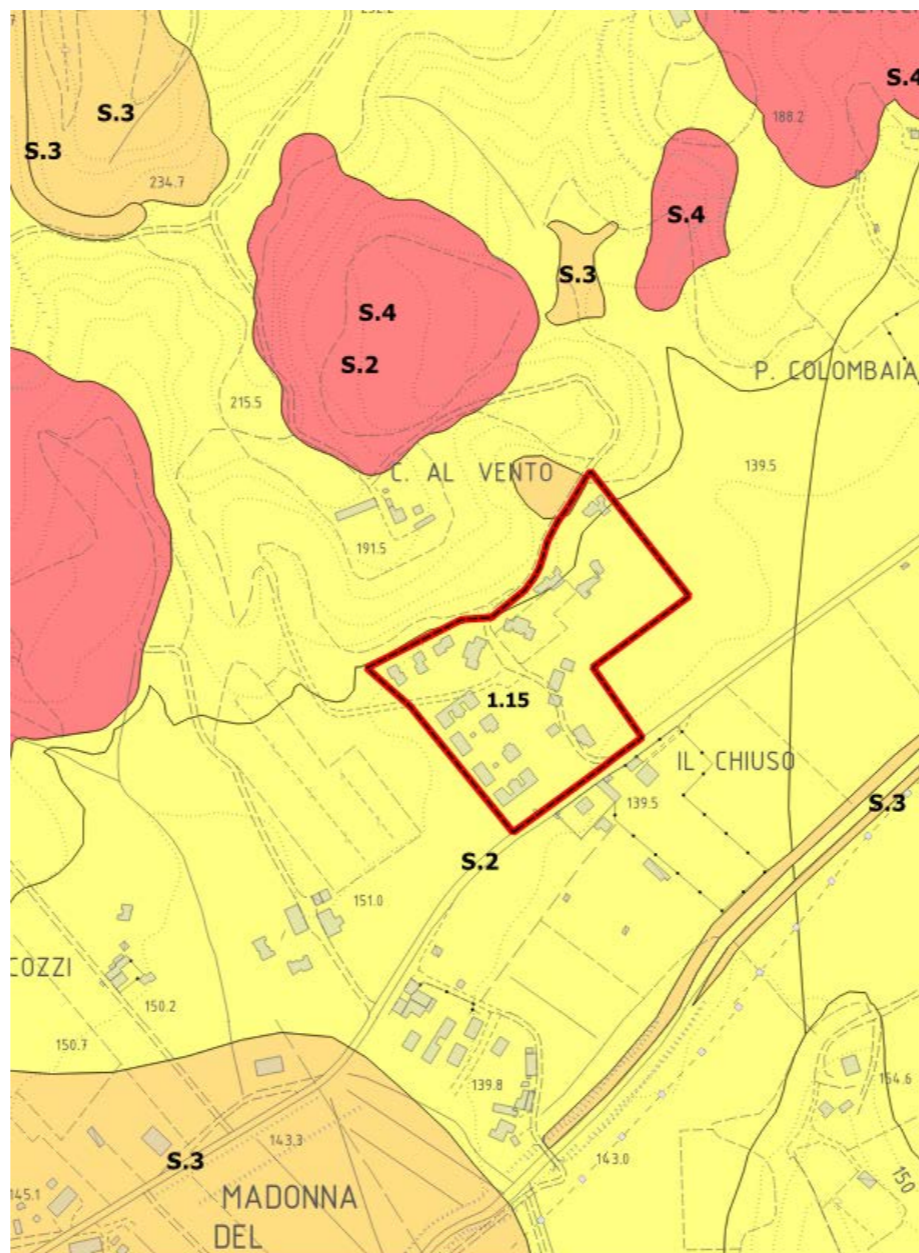 S.4
188.2
S.3
S.3
234.7
S.4
S.3
S.4
S.2
P. COLOMBAIA
215.5
C. AL VENTO
139.5
191.5
1.15
IL CHIUSO
139.5
S.3
S.2
151.0
COZZI
150.2
150.7
139.8
154.6
143.3
143.0
S.3
150
145.1
MADONNA
DEL